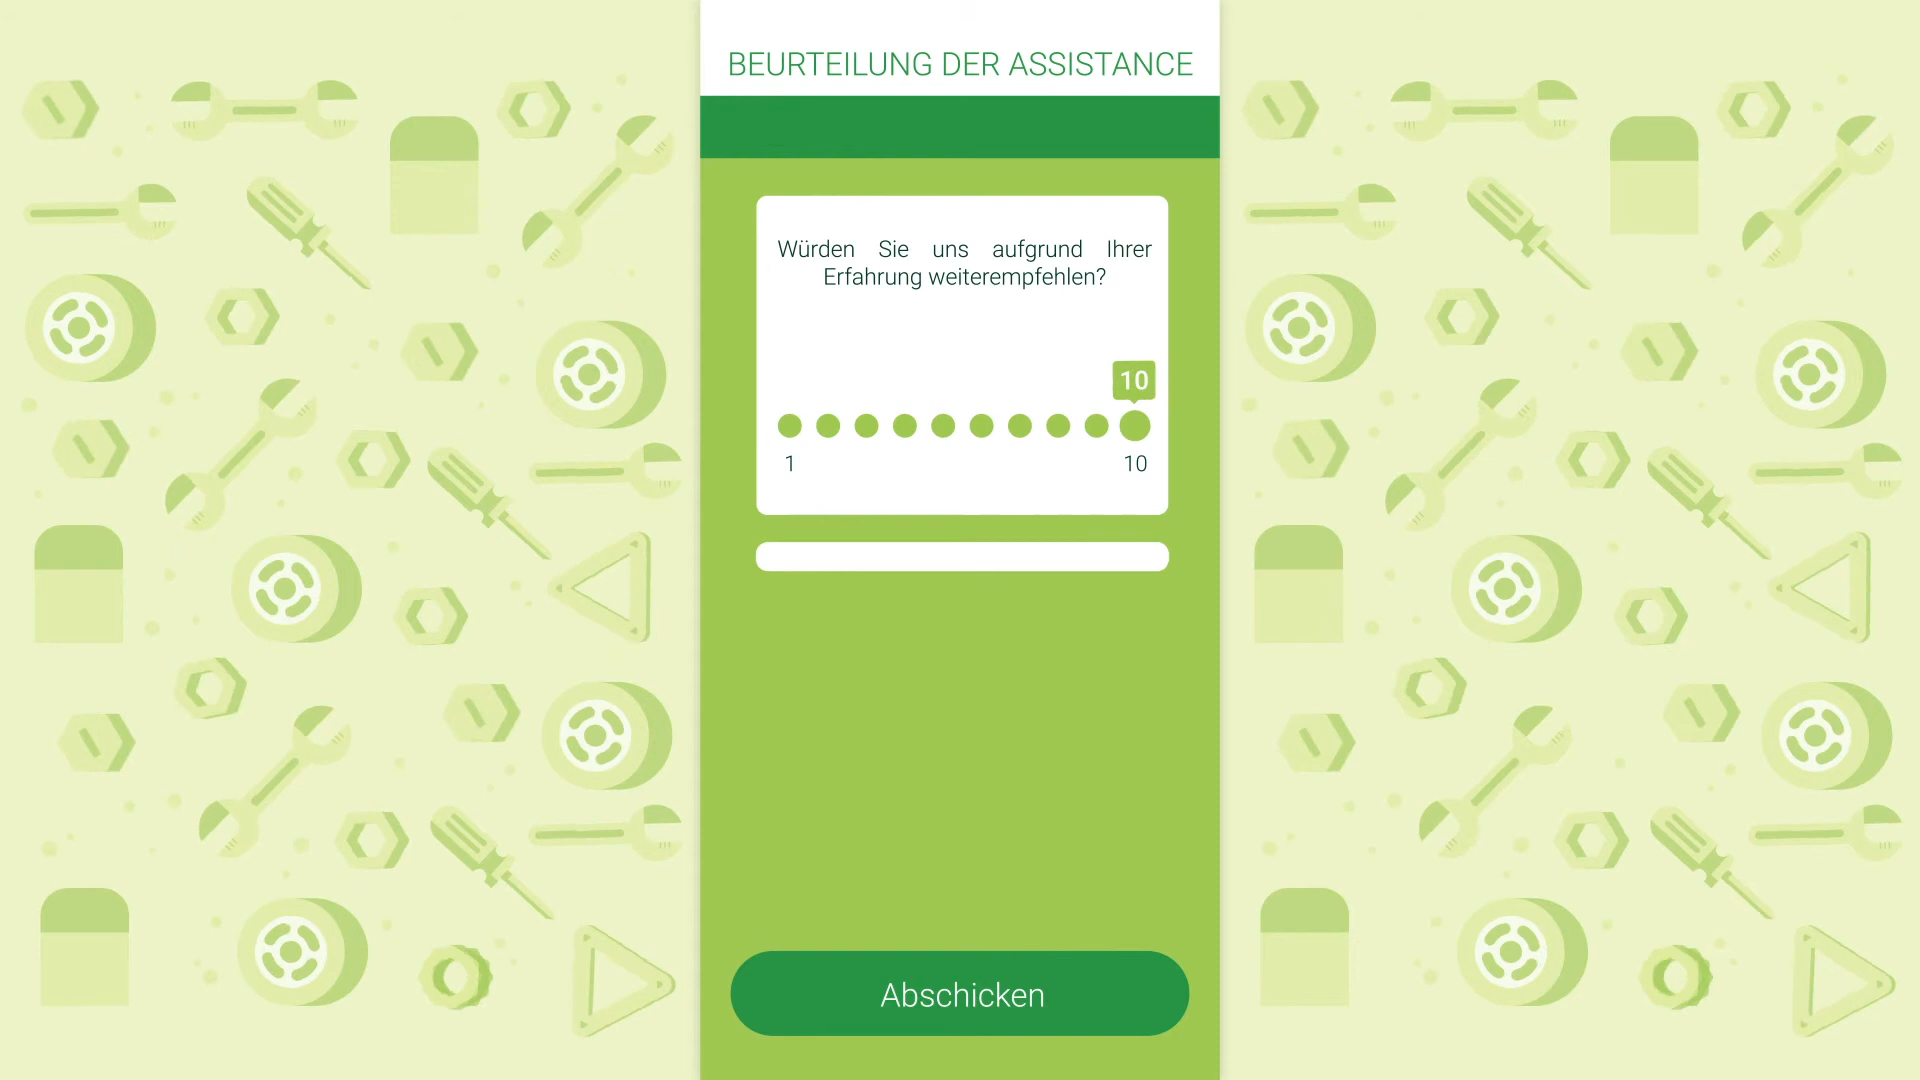 BEURTEILUNG DER ASSISTANCE
Würden Sie uns aufgrund Ihrer
Erfahrung weiterempfehlen?
10
1 10
Abschicken